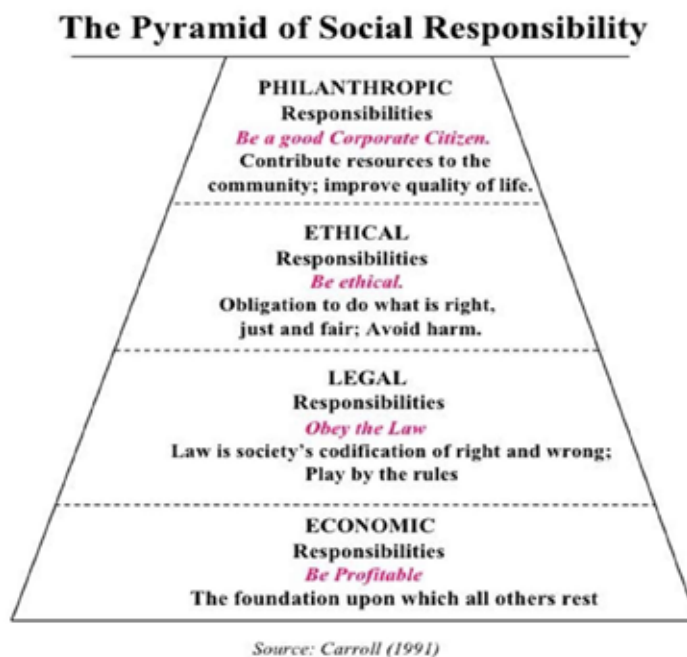 The Pyramid of Social Responsibility
PHILANTHROPIC
Responsibilities
Be a good Corporate Citizen.
Contribute resources to the
community; improve quality of life.
ETHICAL
Responsibilities
Be ethical.
Obligation to do what is right,
just and fair; Avoid harm.
LEGAL
Responsibilities
Obey the Law
Law is society's codification of right and wrong;
Play by the rules
ECONOMIC
Responsibilities
Be Profitable
The foundation upon which all others rest
Source: Carroll (1991)